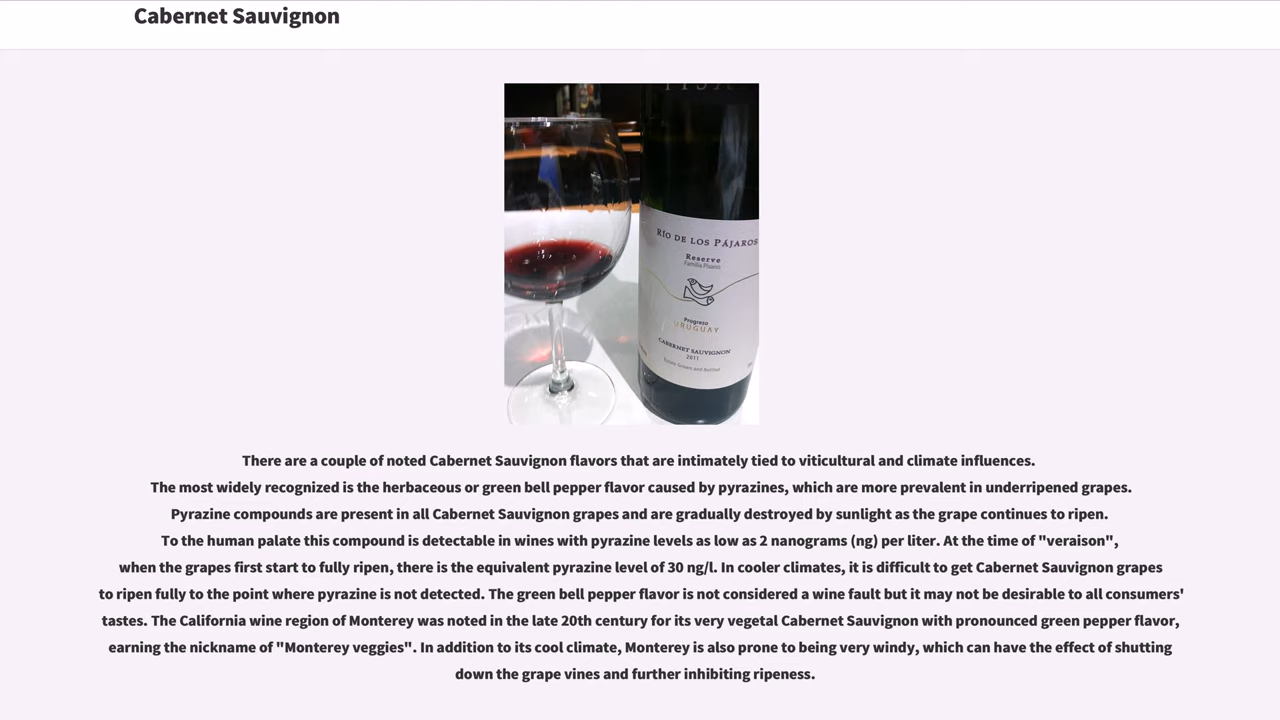 Cabernet Sauvignon
RÍO DE LOS PÁJAROS
Reserve
Familia Pisano
Progreso
URUGUAY
CABERNET SAUVIGNON
2011
Estate Grown and Bottled
There are a couple of noted Cabernet Sauvignon flavors that are intimately tied to viticultural and climate influences.
The most widely recognized is the herbaceous or green bell pepper flavor caused by pyrazines, which are more prevalent in underripened grapes.
Pyrazine compounds are present in all Cabernet Sauvignon grapes and are gradually destroyed by sunlight as the grape continues to ripen.
To the human palate this compound is detectable in wines with pyrazine levels as low as 2 nanograms (ng) per liter. At the time of "veraison",
when the grapes first start to fully ripen, there is the equivalent pyrazine level of 30 ng/l. In cooler climates, it is difficult to get Cabernet Sauvignon grapes
to ripen fully to the point where pyrazine is not detected. The green bell pepper flavor is not considered a wine fault but it may not be desirable to all consumers'
tastes. The California wine region of Monterey was noted in the late 20th century for its very vegetal Cabernet Sauvignon with pronounced green pepper flavor,
earning the nickname of "Monterey veggies". In addition to its cool climate, Monterey is also prone to being very windy, which can have the effect of shutting
down the grape vines and further inhibiting ripeness.